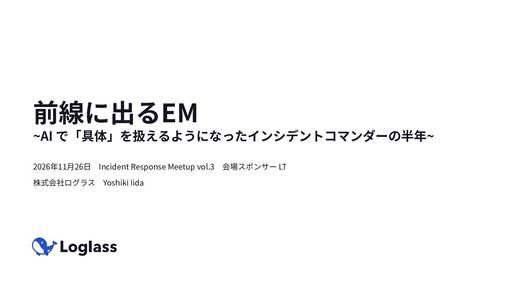 前線に出るEM
~AI で「具体」を扱えるようになったインシデントコマンダーの半年~
2026年11月26日　Incident Response Meetup vol.3　会場スポンサー LT
株式会社ログラス　Yoshiki Iida
Loglass